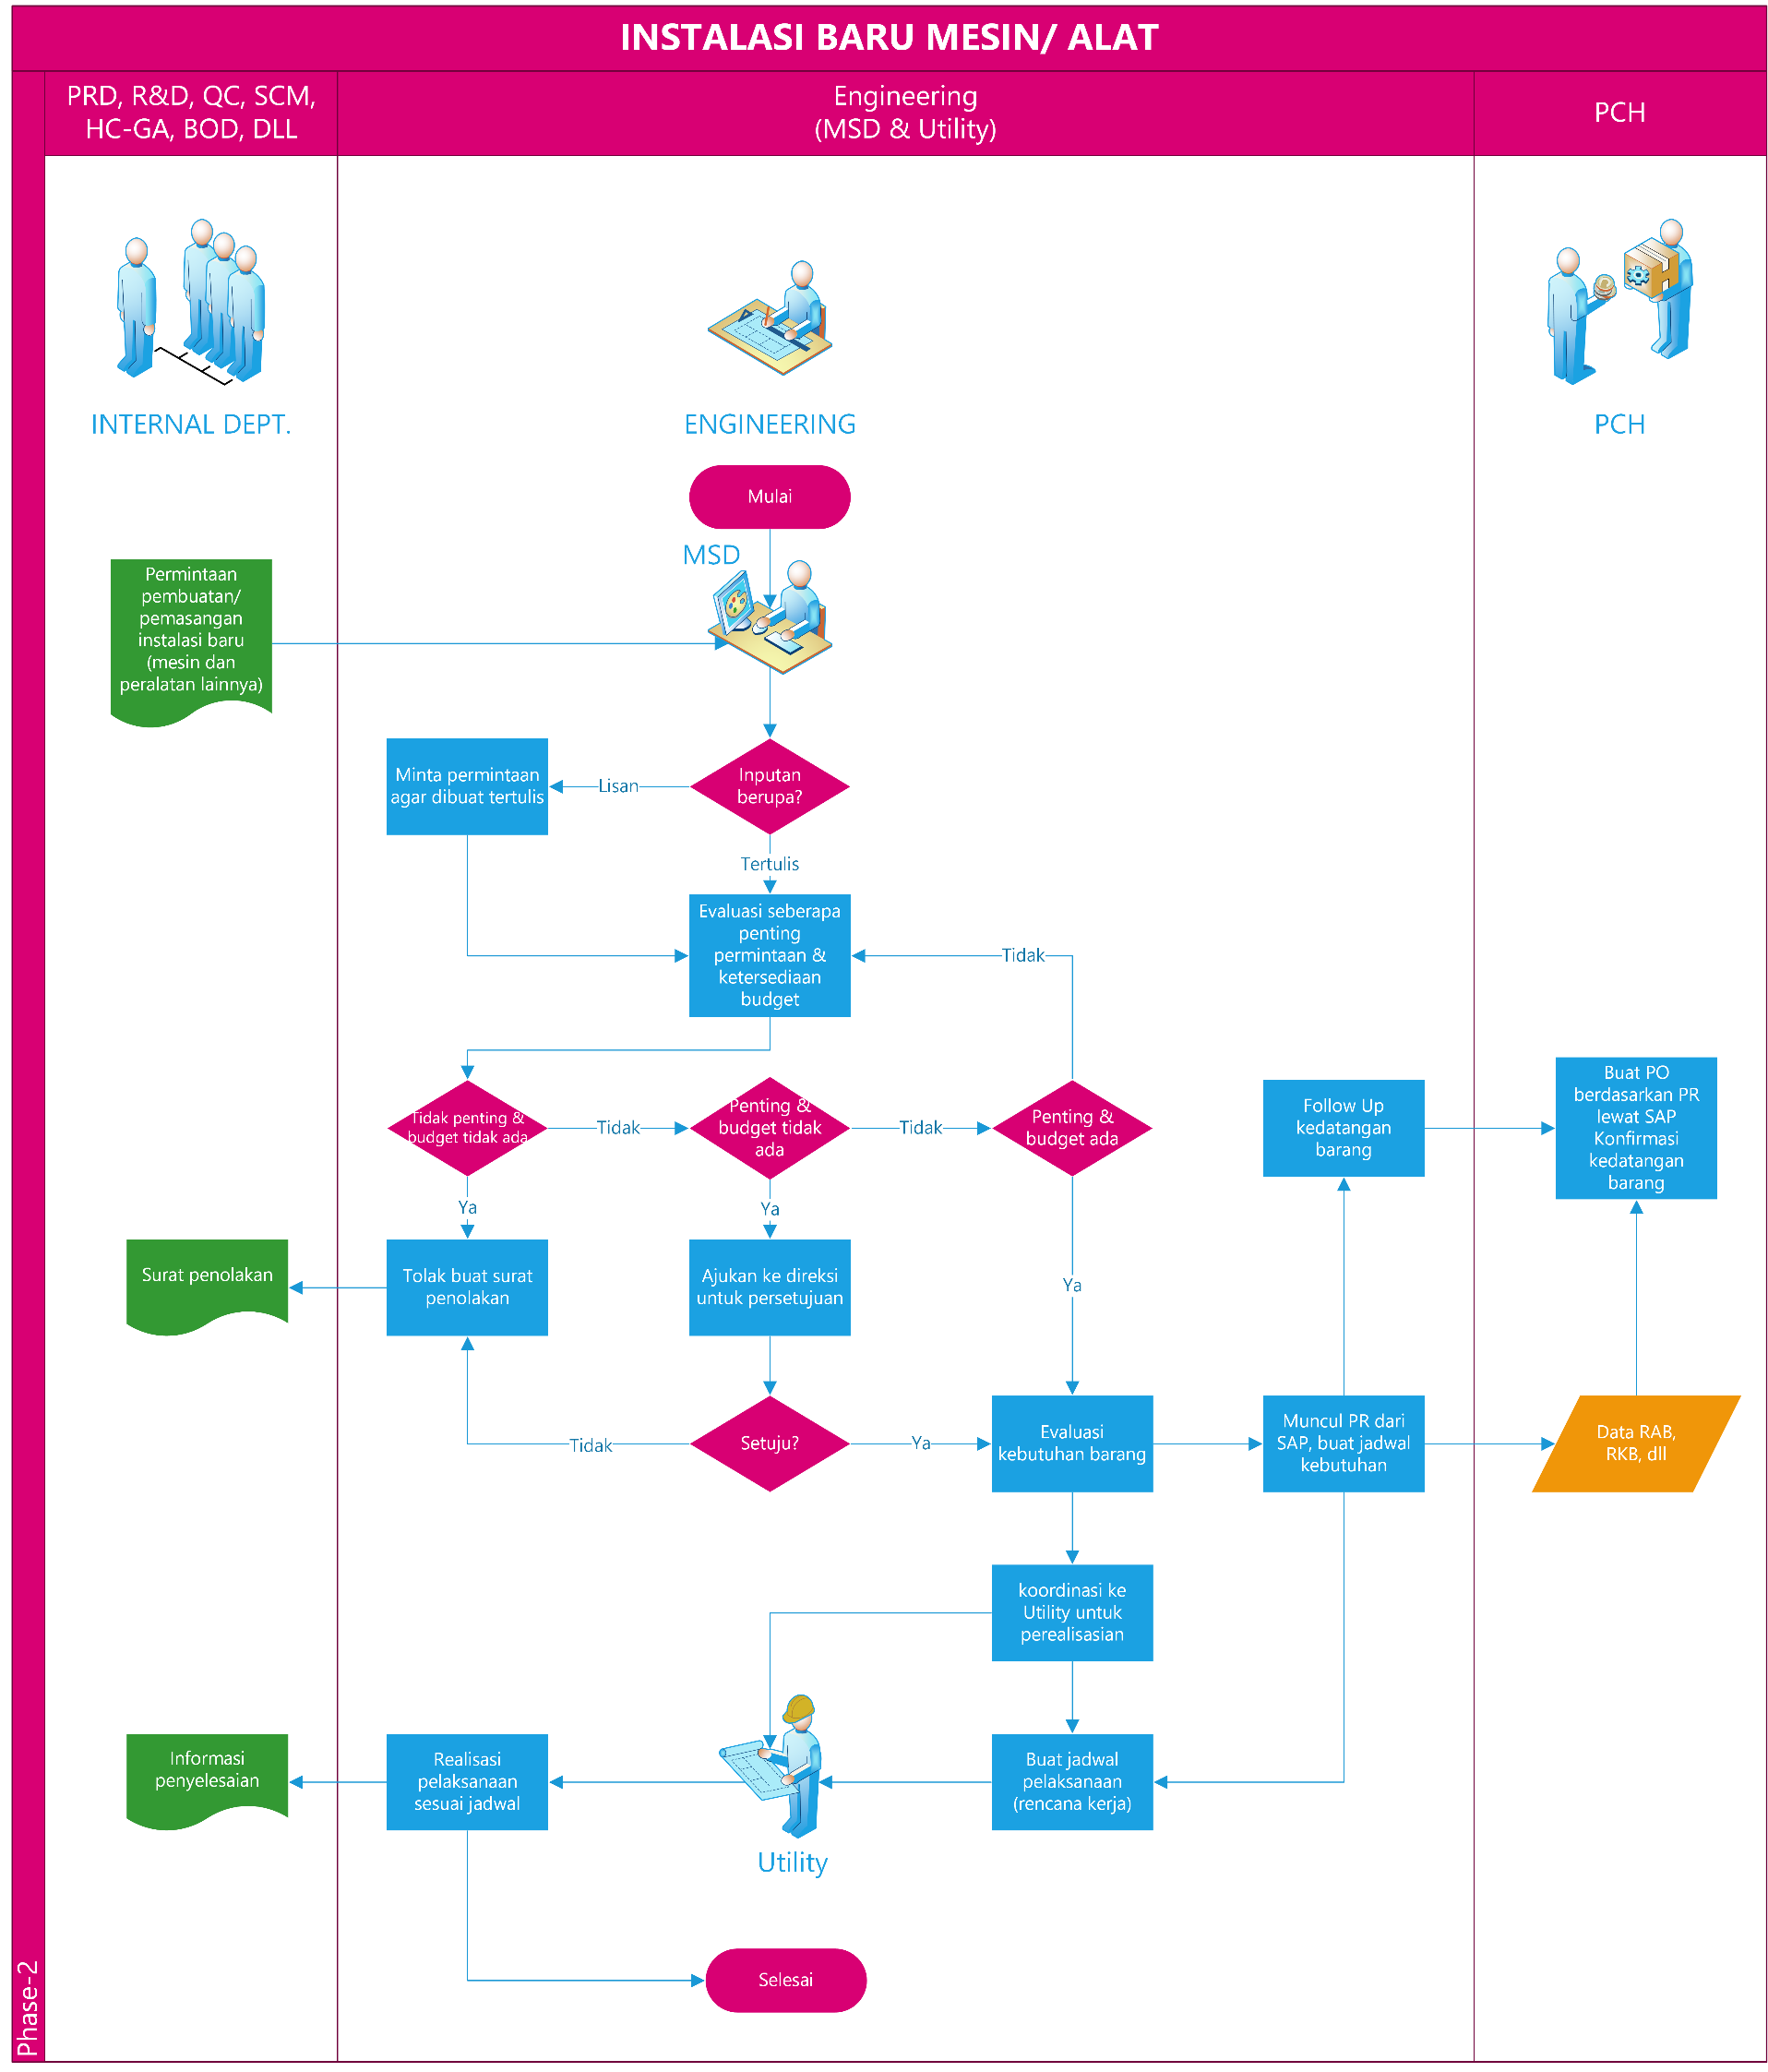 INSTALASI BARU MESIN/ ALAT
PRD, R&D, QC, SCM,
HC-GA, BOD, DLL
Engineering
(MSD & Utility)
PCH
INTERNAL DEPT.
ENGINEERING
PCH
Mulai
MSD
Permintaan
pembuatan/
pemasangan
instalasi baru
(mesin dan
peralatan lainnya)
Minta permintaan
agar dibuat tertulis
Lisan
Inputan
berupa?
Tertulis
Evaluasi seberapa
penting
permintaan &
ketersediaan
budget
Tidak
Tidak penting &
budget tidak ada
Tidak
Penting &
budget tidak
ada
Tidak
Penting &
budget ada
Follow Up
kedatangan
barang
Buat PO
berdasarkan PR
lewat SAP
Konfirmasi
kedatangan
barang
Ya
Ya
Ya
Surat penolakan
Tolak buat surat
penolakan
Ajukan ke direksi
untuk persetujuan
Tidak
Setuju?
Ya
Evaluasi
kebutuhan barang
Muncul PR dari
SAP, buat jadwal
kebutuhan
Data RAB,
RKB, dll
koordinasi ke
Utility untuk
perealisasian
Informasi
penyelesaian
Realisasi
pelaksanaan
sesuai jadwal
Utility
Buat jadwal
pelaksanaan
(rencana kerja)
Selesai
Phase-2